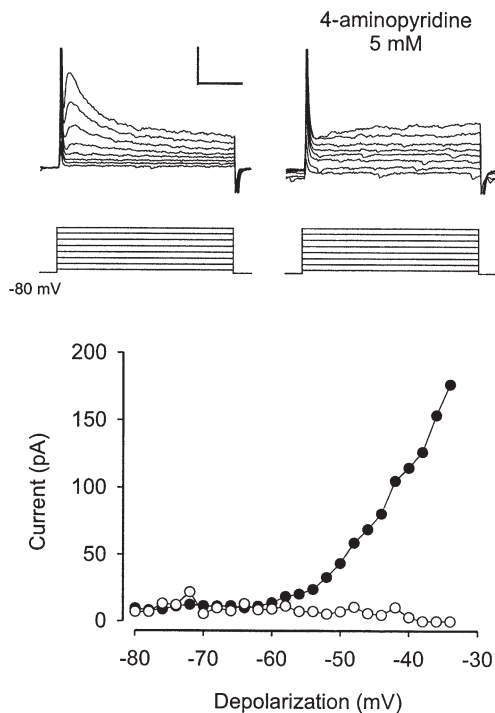 4-aminopyridine
5 mM
-80 mV
200
150
100
50
0
Current (pA)
-80 -70 -60 -50 -40 -30
Depolarization (mV)